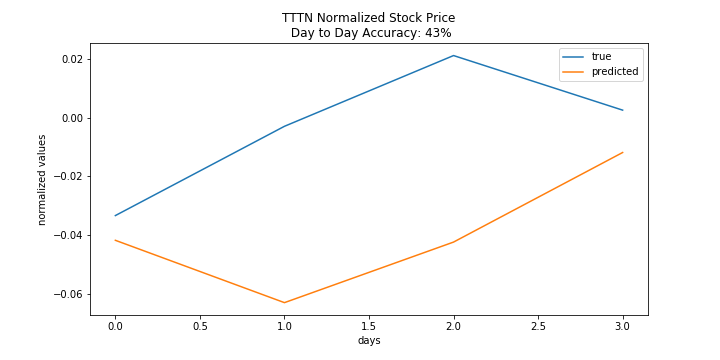 TTTN Normalized Stock Price
Day to Day Accuracy: 43%
true
predicted
0.02
0.00
−0.02
−0.04
−0.06
normalized values
0.0 0.5 1.0 1.5 2.0 2.5 3.0
days